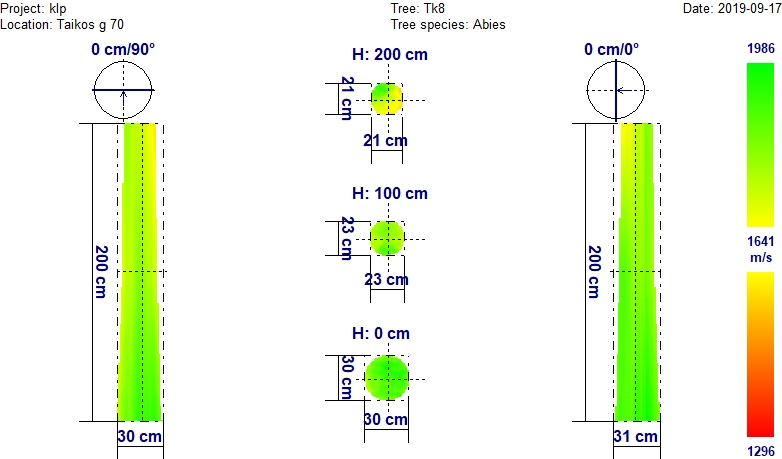 Project: klp
Tree: Tk8
Date: 2019-09-17
Location: Taikos g 70
Tree species: Abies
0 cm/90°
H: 200 cm
0 cm/0°
1986
21 cm
21 cm
H: 100 cm
23 cm
23 cm
200 cm
200 cm
1641
m/s
H: 0 cm
30 cm
30 cm
30 cm
31 cm
1296